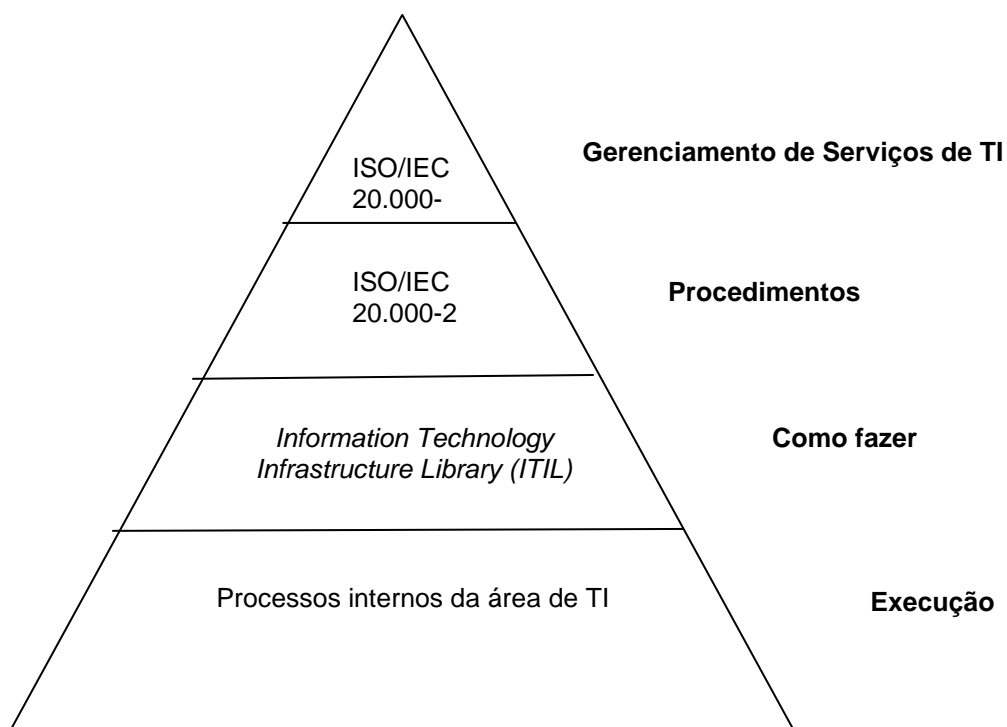 Gerenciamento de Serviços de TI
ISO/IEC
20.000-
ISO/IEC
20.000-2
Procedimentos
Information Technology
Infrastructure Library (ITIL)
Como fazer
Processos internos da área de TI
Execução